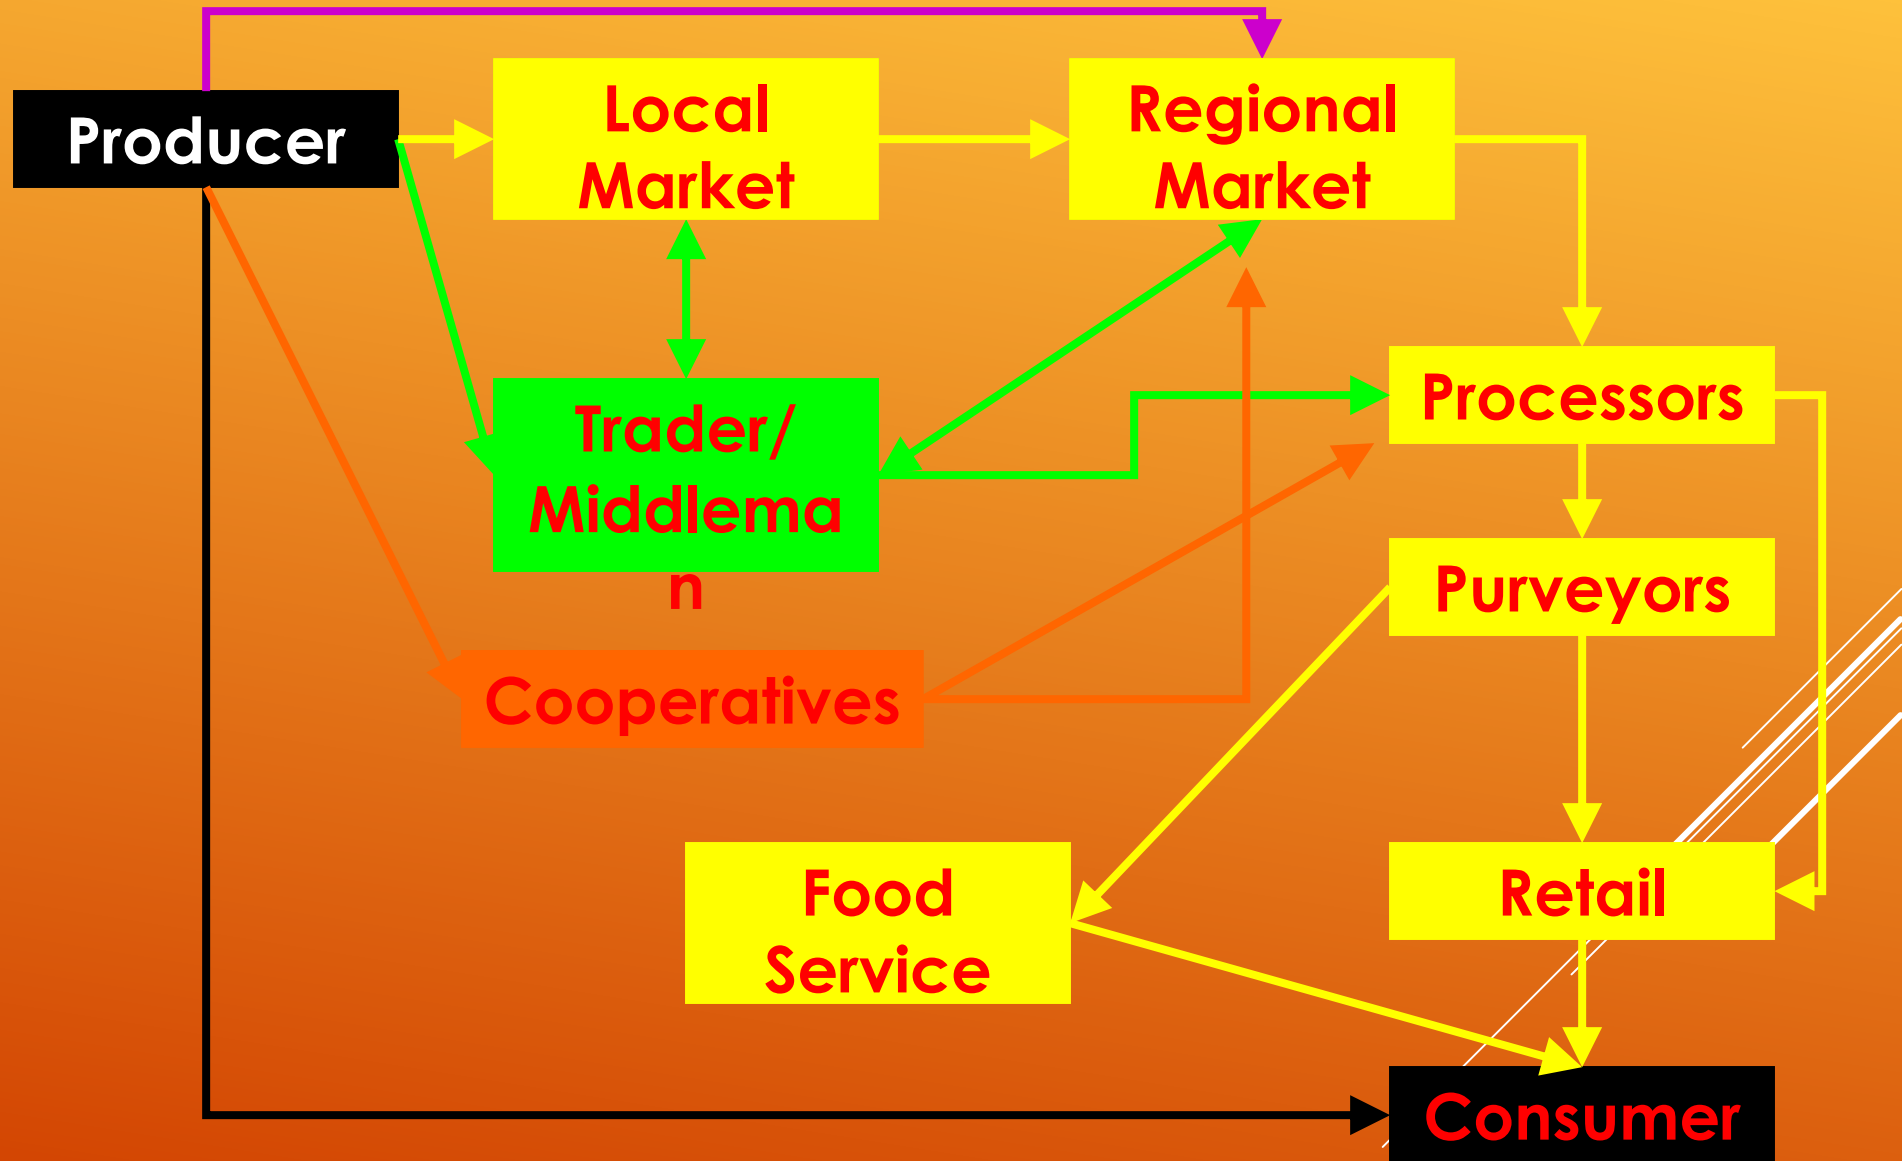 Producer
Local
Market
Regional
Market
Trader/
Middlema
n
Processors
Purveyors
Cooperatives
Food
Service
Retail
Consumer